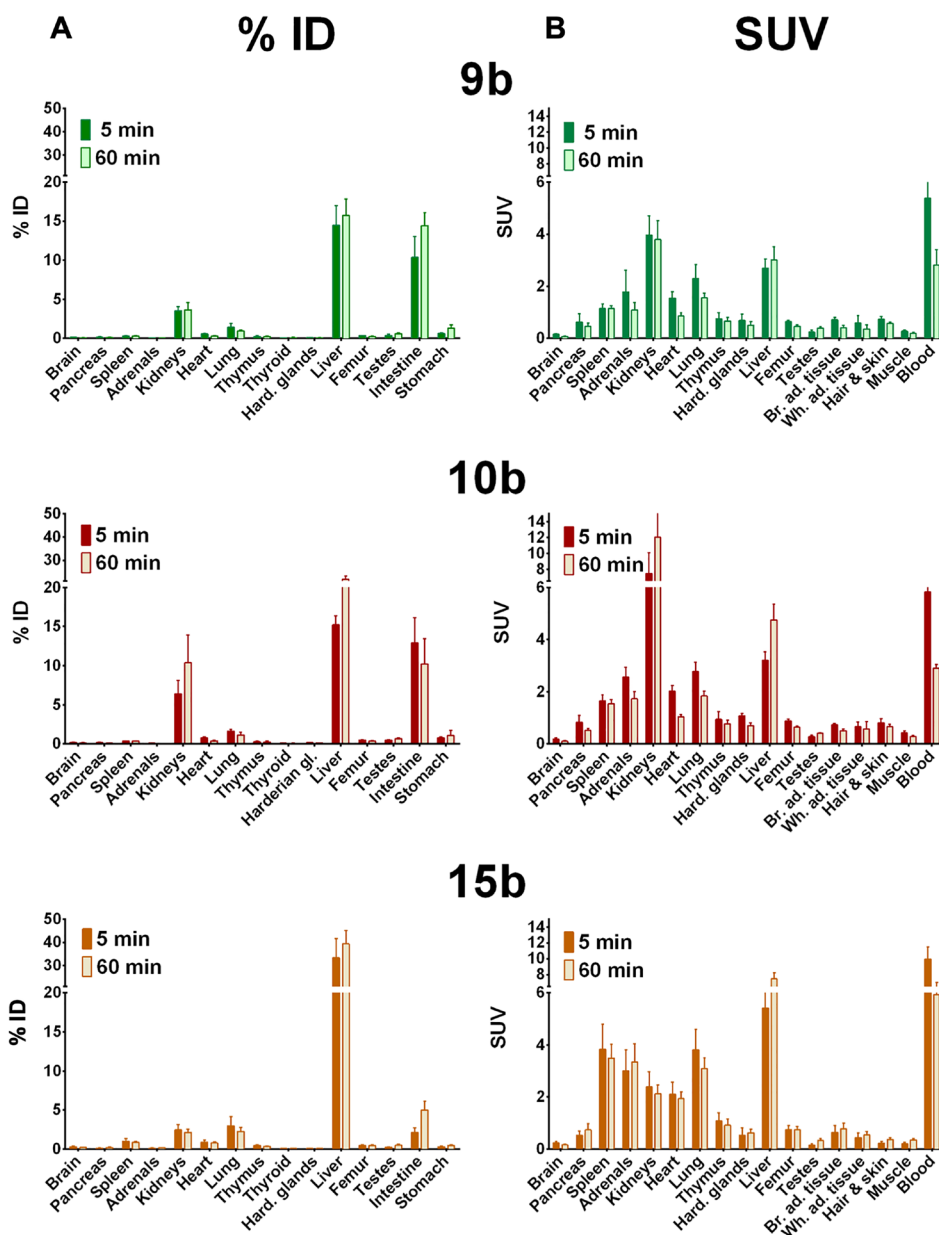 A % ID B SUV
9b
50
40
30
20
15
10
5
0
% ID
5 min
60 min
Brain
Pancreas
Spleen
Adrenals
Kidneys
Heart
Lung
Thymus
Thyroid
Hard. glands
Liver
Femur
Testes
Intestine
Stomach
14
12
10
8
6
4
2
0
SUV
5 min
60 min
Brain
Pancreas
Spleen
Adrenals
Kidneys
Heart
Lung
Thymus
Hard. glands
Liver
Femur
Testes
Br. ad. tissue
Wh. ad. tissue
Hair & skin
Muscle
Blood
10b
50
40
30
20
15
10
5
0
% ID
5 min
60 min
Brain
Pancreas
Spleen
Adrenals
Kidneys
Heart
Lung
Thymus
Thyroid
Harderian gl.
Liver
Femur
Testes
Intestine
Stomach
14
12
10
8
6
4
2
0
SUV
5 min
60 min
Brain
Pancreas
Spleen
Adrenals
Kidneys
Heart
Lung
Thymus
Hard. glands
Liver
Femur
Testes
Br. ad. tissue
Wh. ad. tissue
Hair & skin
Muscle
Blood
15b
50
40
30
20
15
10
5
0
% ID
5 min
60 min
Brain
Pancreas
Spleen
Adrenals
Kidneys
Heart
Lung
Thymus
Thyroid
Hard. glands
Liver
Femur
Testes
Intestine
Stomach
14
12
10
8
6
4
2
0
SUV
5 min
60 min
Brain
Pancreas
Spleen
Adrenals
Kidneys
Heart
Lung
Thymus
Hard. glands
Liver
Femur
Testes
Br. ad. tissue
Wh. ad. tissue
Hair & skin
Muscle
Blood